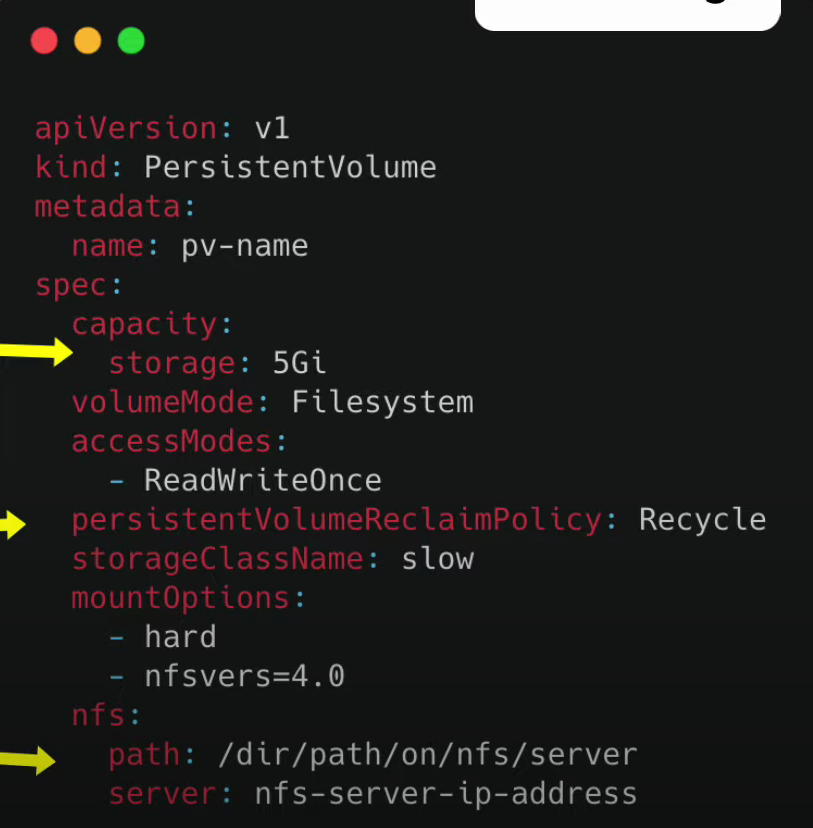 apiVersion: v1
kind: PersistentVolume
metadata:
  name: pv-name
spec:
  capacity:
    storage: 5Gi
  volumeMode: Filesystem
  accessModes:
    - ReadWriteOnce
  persistentVolumeReclaimPolicy: Recycle
  storageClassName: slow
  mountOptions:
    - hard
    - nfsvers=4.0
  nfs:
    path: /dir/path/on/nfs/server
    server: nfs-server-ip-address